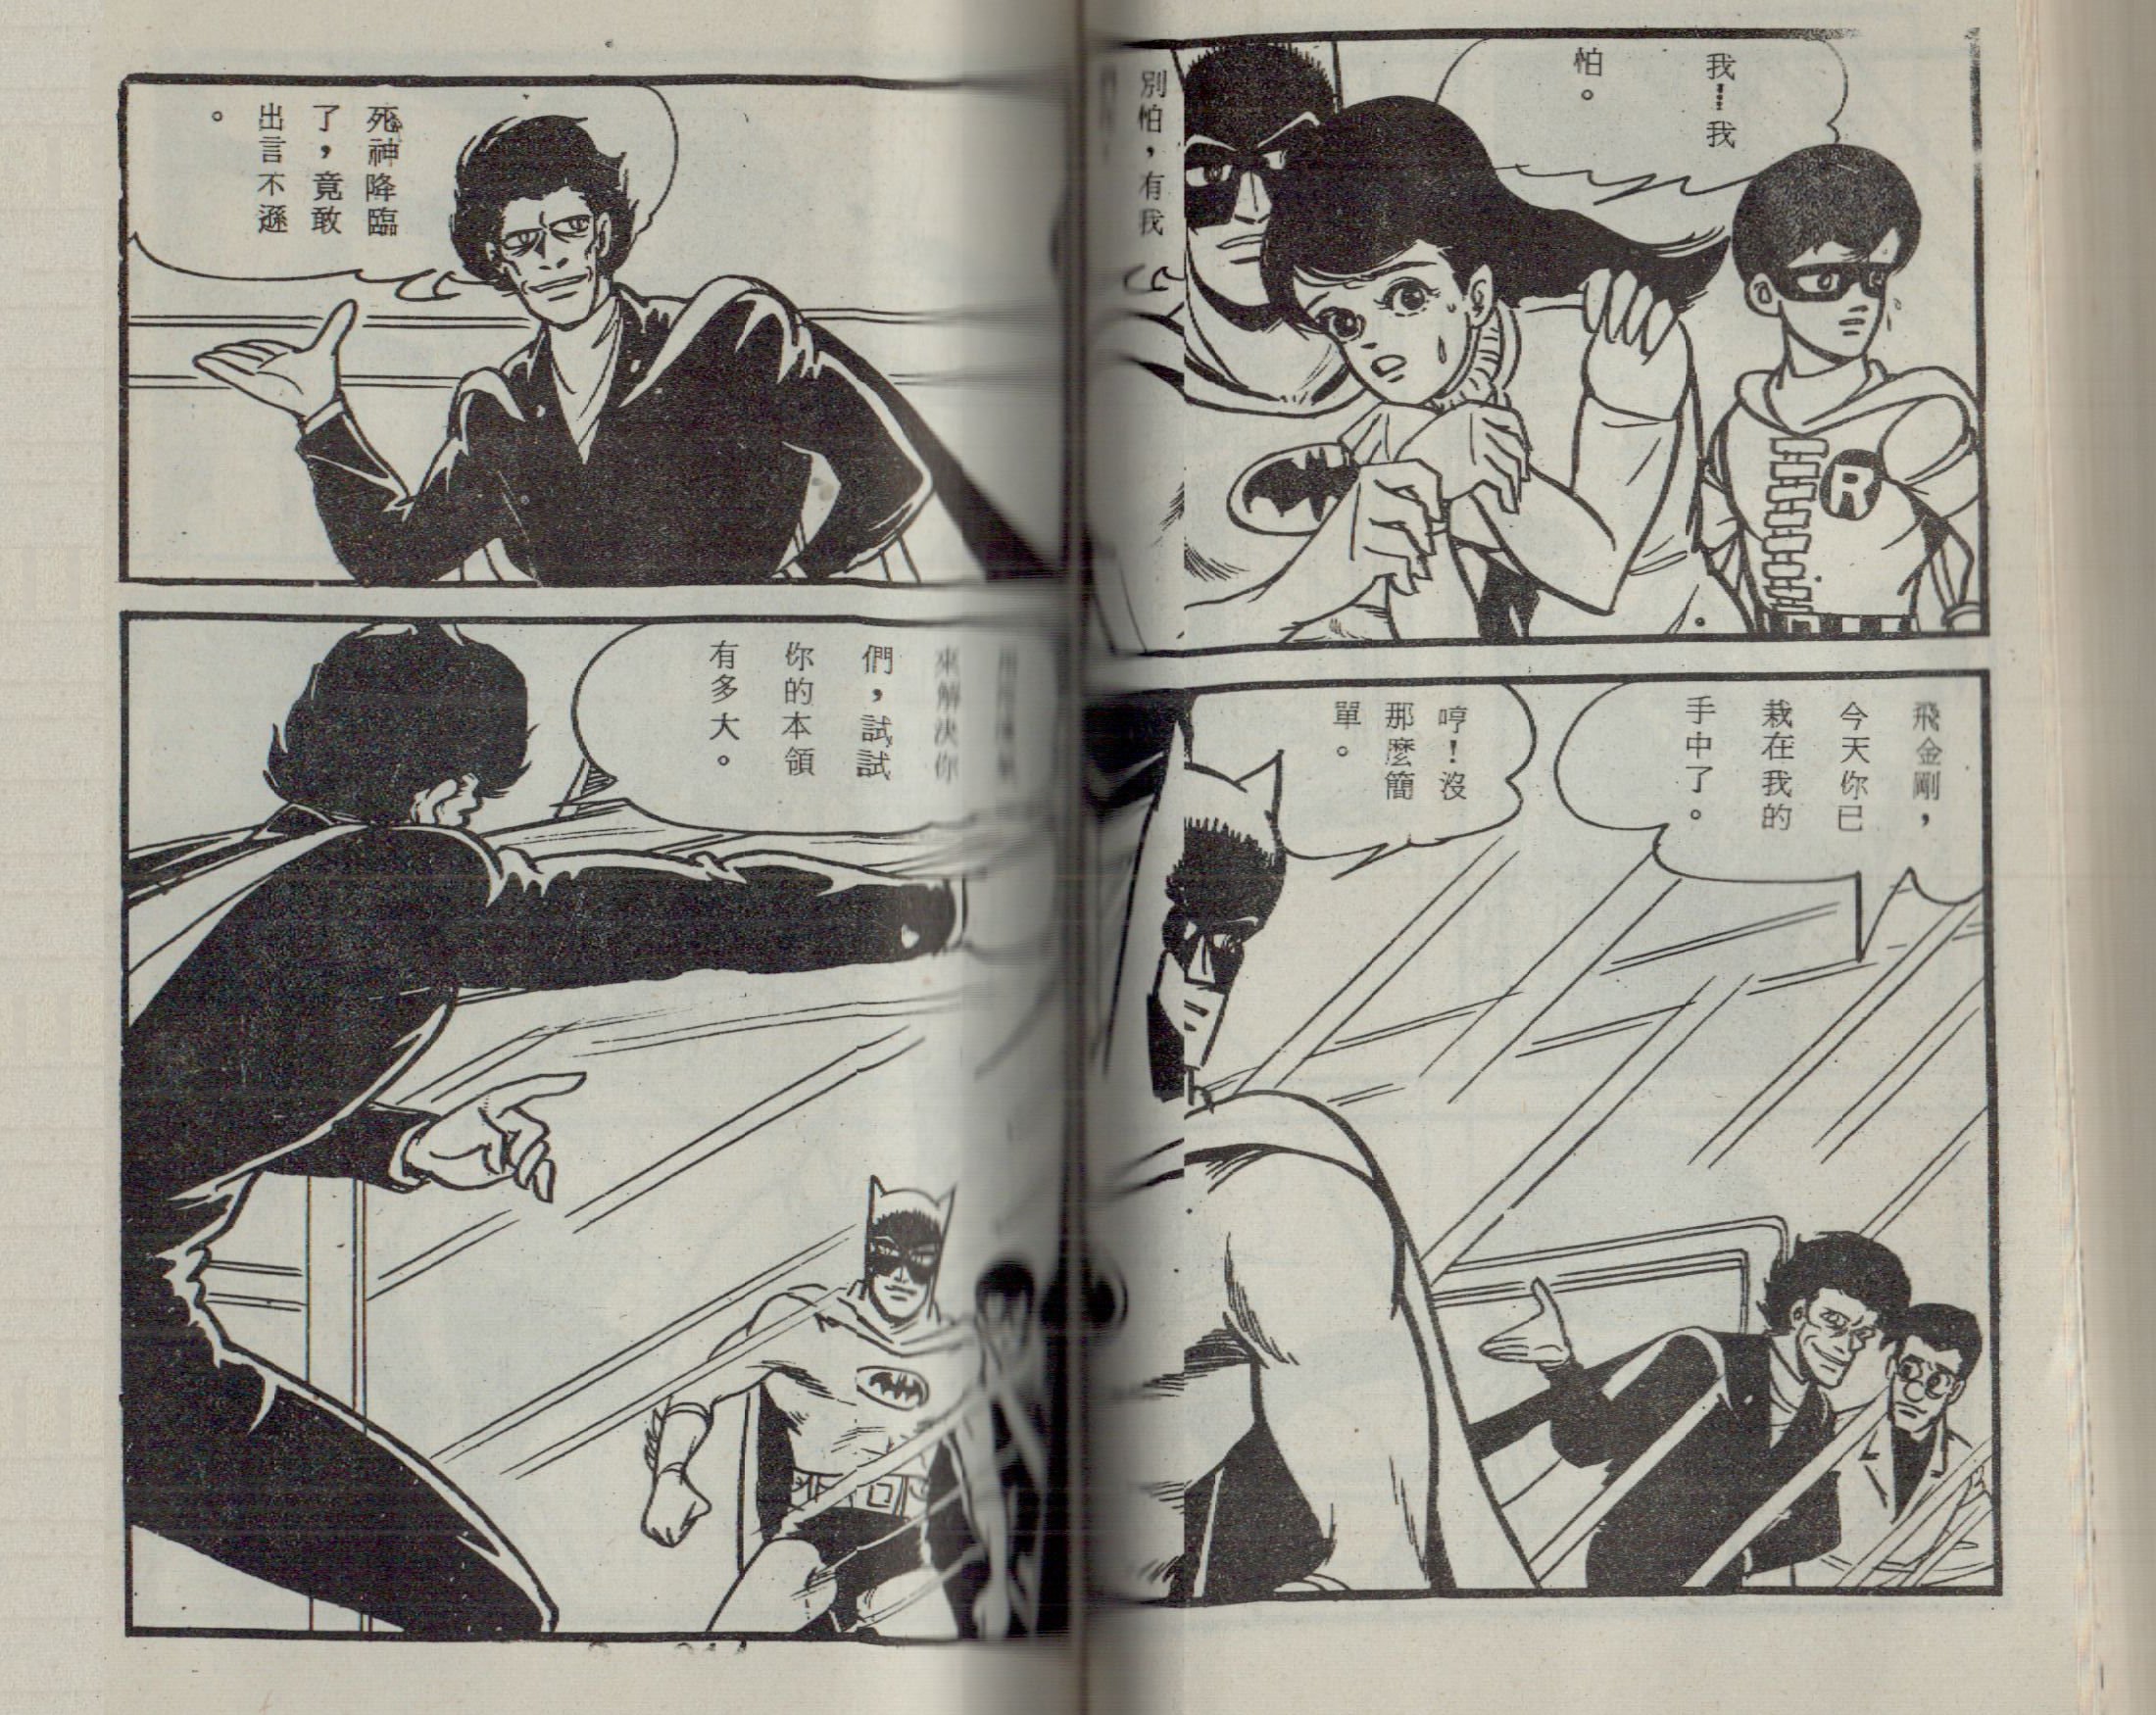 我!!我
怕。
別怕，有我
R
飛金剛，
今天你已
栽在我的
手中了。
哼！沒
那麼簡
單。
死神降臨
了，竟敢
出言不遜
。
來解決你
們，試試
你的本領
有多大。